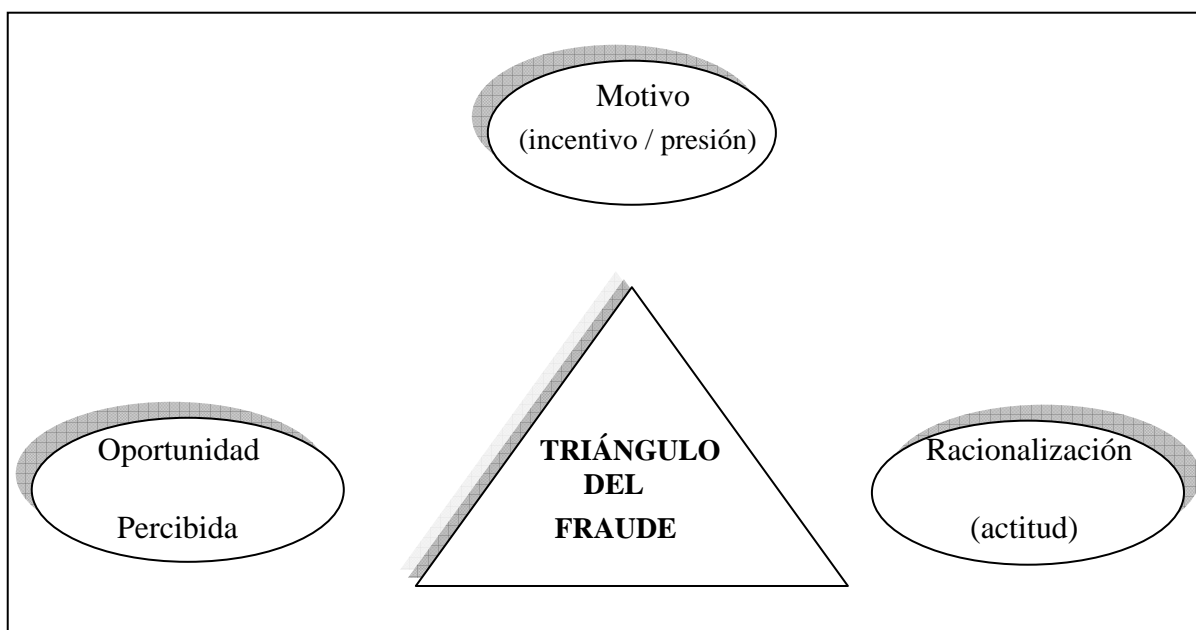 Motivo
(incentivo / presión)
Oportunidad
Percibida
TRIÁNGULO
DEL
FRAUDE
Racionalización
(actitud)